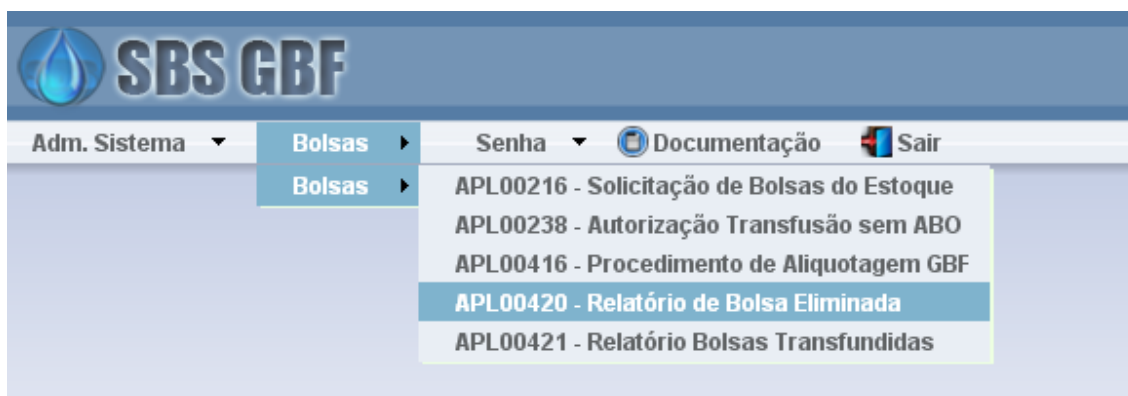 SBS GBF
Adm. Sistema Bolsas Senha Documentação Sair
Bolsas
APL00216 - Solicitação de Bolsas do Estoque
APL00238 - Autorização Transfusão sem ABO
APL00416 - Procedimento de Aliquotagem GBF
APL00420 - Relatório de Bolsa Eliminada
APL00421 - Relatório Bolsas Transfundidas